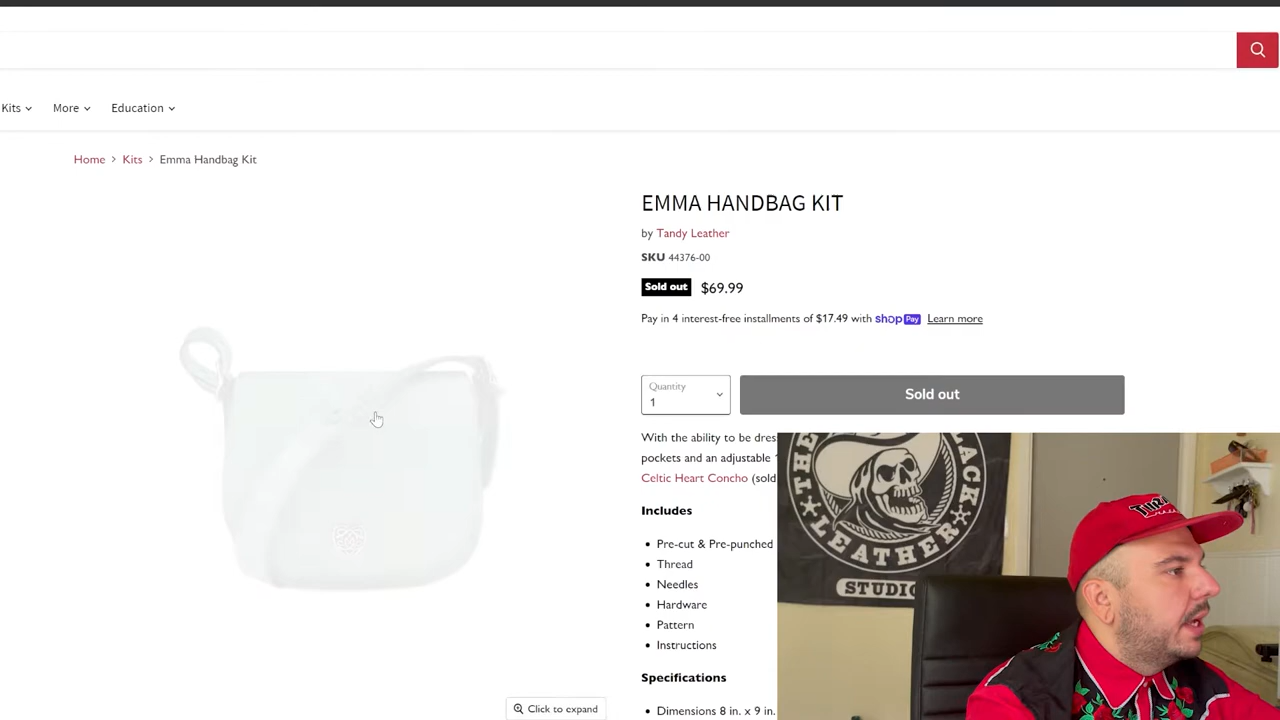 Kits
More
Education
Home > Kits > Emma Handbag Kit
EMMA HANDBAG KIT
by Tandy Leather
SKU 44376-00
Sold out $69.99
Pay in 4 interest-free installments of $17.49 with shop Pay Learn more
Quantity
1
Sold out
With the ability to be
pockets and an adjustable
Celtic Heart Concho (sold
Includes
Pre-cut & Pre-punched
Thread
Needles
Hardware
Pattern
Instructions
Specifications
Dimensions 8 in. x 9 in.
Click to expand
THE
LACK
LEATHER
STUDIO